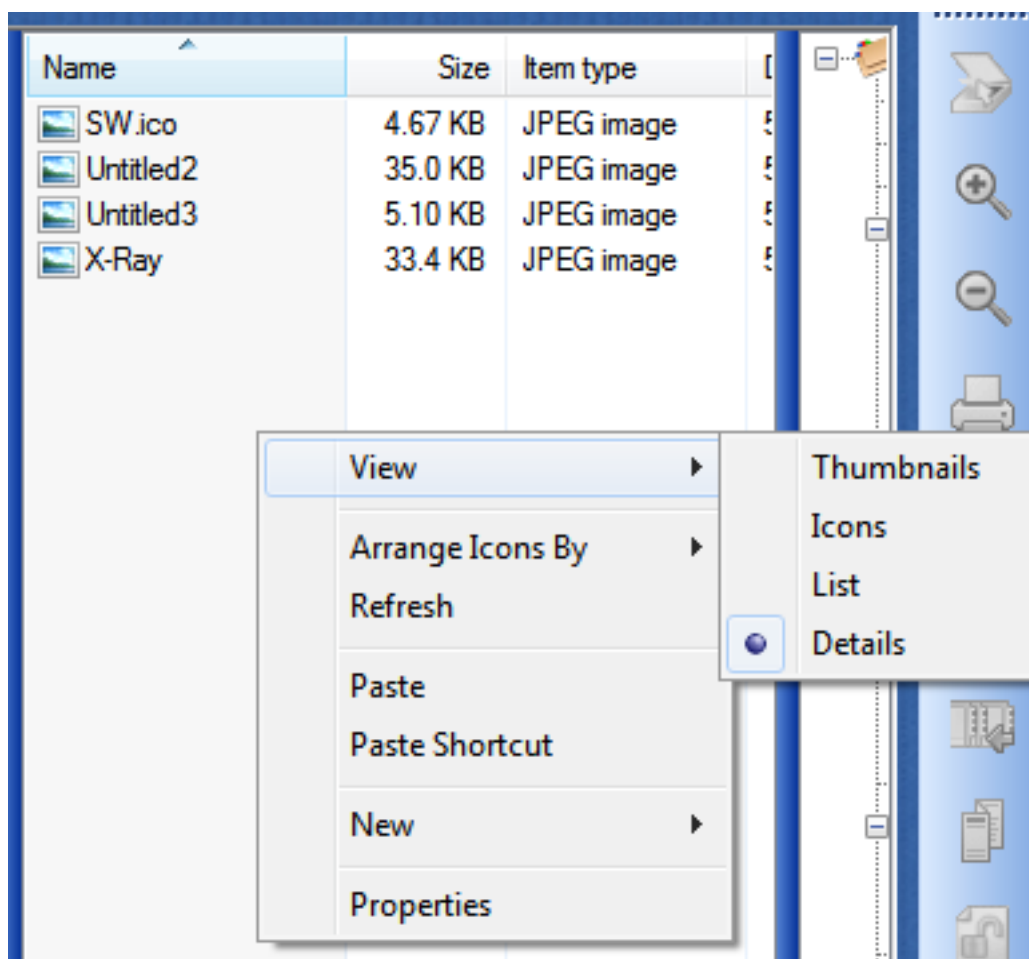 Name Size Item type
SW.ico 4.67 KB JPEG image
Untitled2 35.0 KB JPEG image
Untitled3 5.10 KB JPEG image
X-Ray 33.4 KB JPEG image
View
Arrange Icons By
Refresh
Paste
Paste Shortcut
New
Properties
Thumbnails
Icons
List
Details